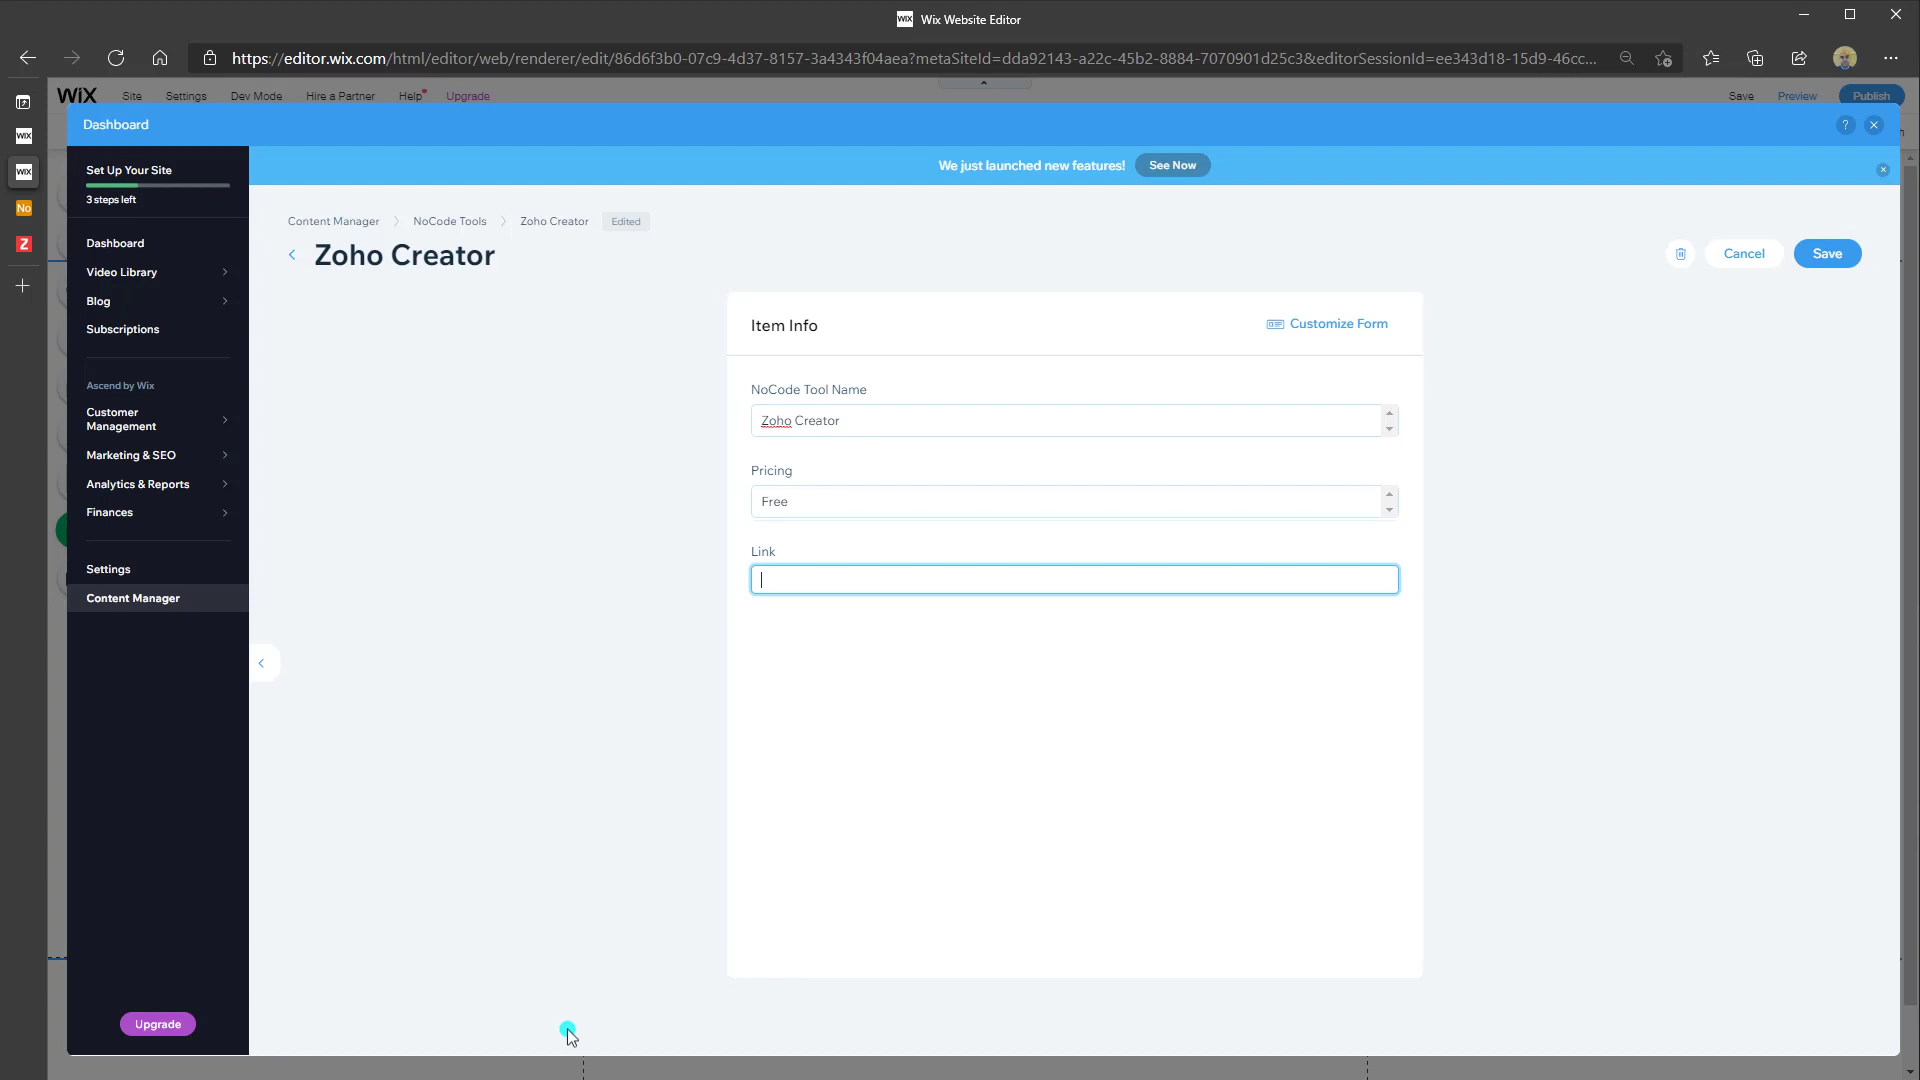 WiX Wix Website Editor
https://editor.wix.com/html/editor/web/renderer/edit/86d6f3b0-07c9-4d37-8157-3a4343f04aea?metaSiteId=dda92143-a22c-45b2-8884-7070901d25c3&editorSessionId=ee343d18-15d9-46cc...
WiX Site Settings Dev Mode Hire a Partner Help Upgrade Save Preview Publish
WiX
WiX
No
Z
Dashboard
?
Set Up Your Site
3 steps left
Dashboard
Video Library
Blog
Subscriptions
Ascend by Wix
Customer
Management
Marketing & SEO
Analytics & Reports
Finances
Settings
Content Manager
Upgrade
We just launched new features! See Now
Content Manager NoCode Tools Zoho Creator Edited
Zoho Creator
Cancel Save
Item Info
Customize Form
NoCode Tool Name
Zoho Creator
Pricing
Free
Link